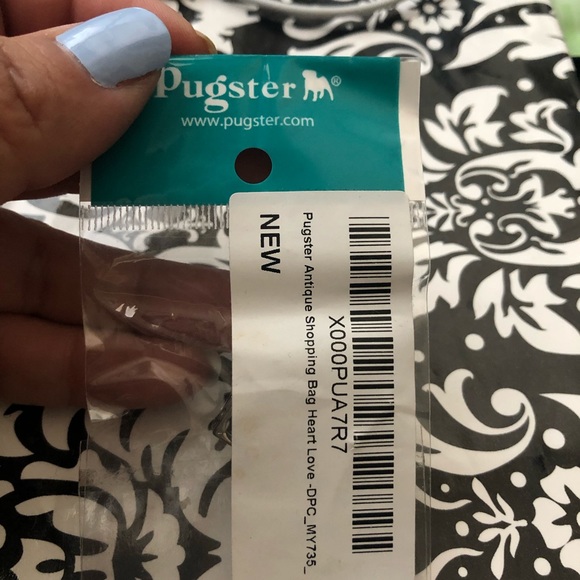 Pugster®
www.pugster.com
X000PUA7R7
Pugster Antique Shopping Bag Heart Love -DPC_MY735_
NEW